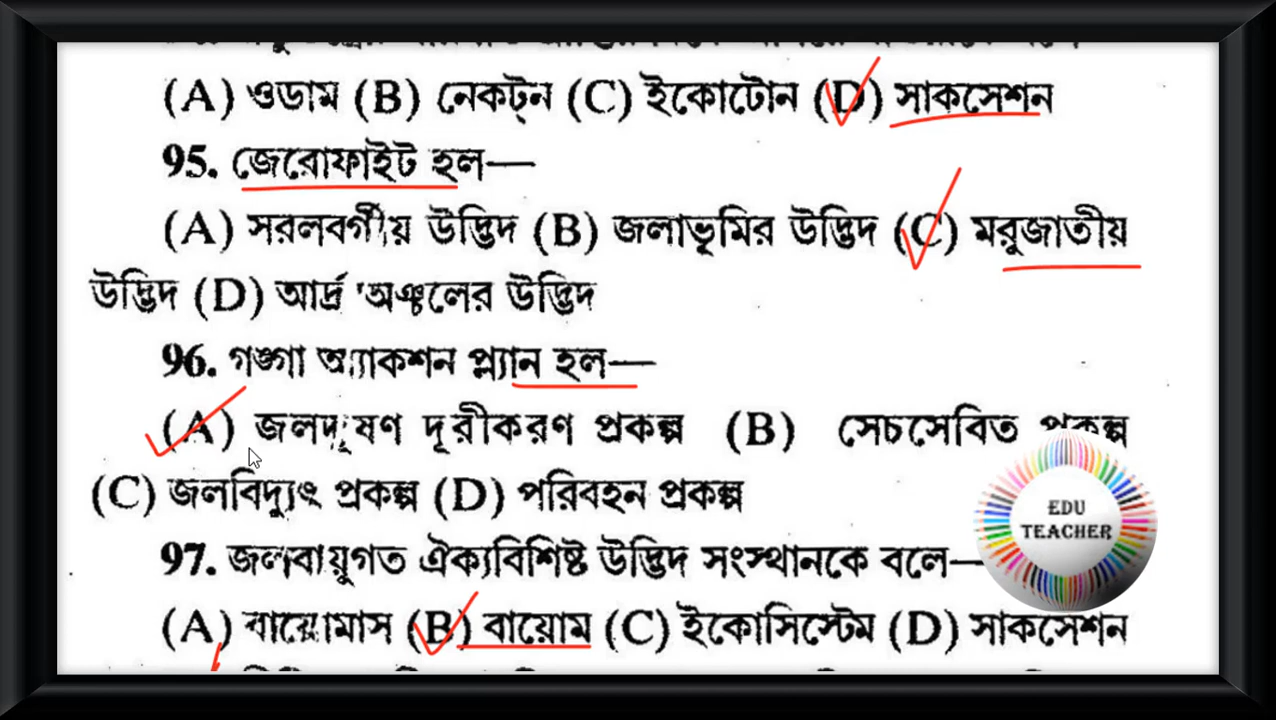 (A) ওডাম (B) নেকট্ন (C) ইকোটোন (D) সাকসেশন
95. জেরোফাইট হল—
(A) সরলবর্গীয় উদ্ভিদ (B) জলাভূমির উদ্ভিদ (C) মরুজাতীয়
উদ্ভিদ (D) আর্দ্র অঞ্চলের উদ্ভিদ
96. গঙ্গা অ্যাকশন প্ল্যান হল—
(A) জলদূষণ দূরীকরণ প্রকল্প (B) সেচসেবিত প্রকল্প
(C) জলবিদ্যুৎ প্রকল্প (D) পরিবহন প্রকল্প
EDU
TEACHER
97. জলবায়ুগত ঐক্যবিশিষ্ট উদ্ভিদ সংস্থানকে বলে—
(A) বায়োমাস (B) বায়োম (C) ইকোসিস্টেম (D) সাকসেশন